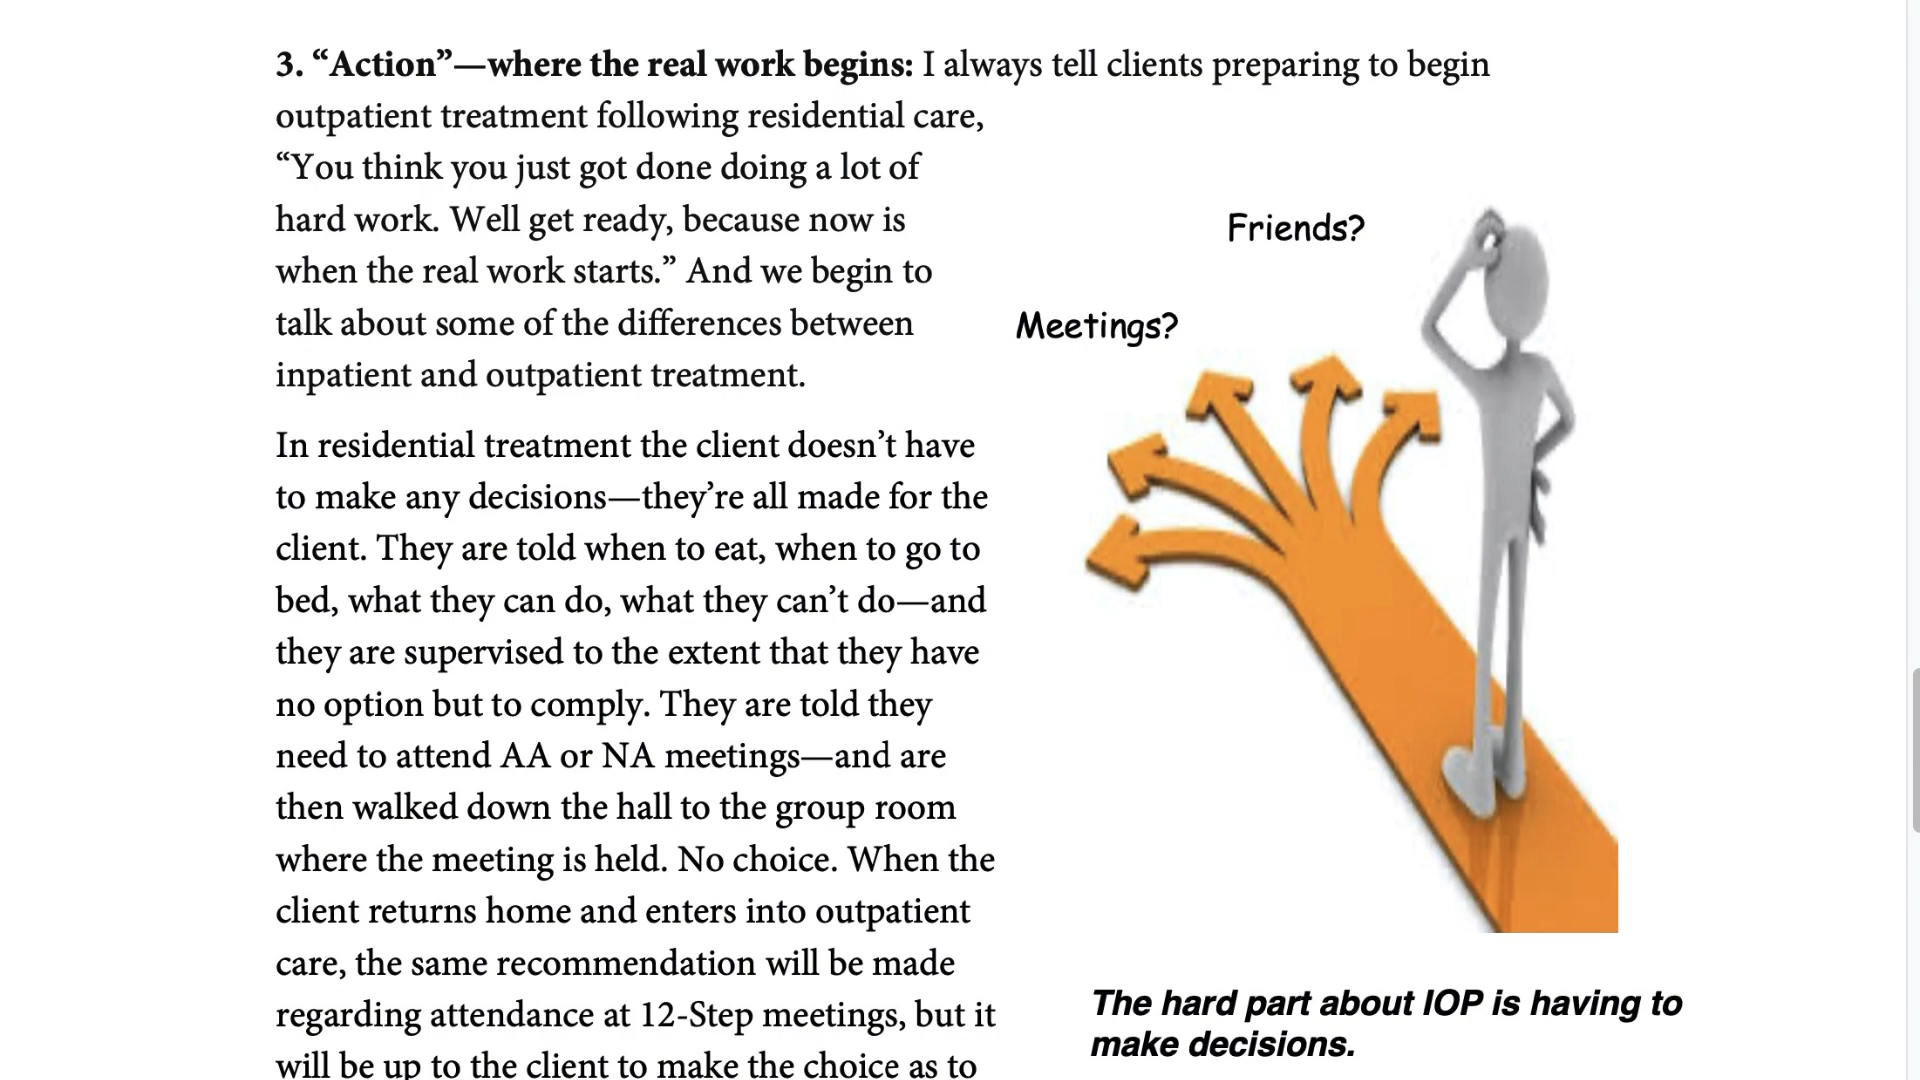 3. “Action”—where the real work begins: I always tell clients preparing to begin
outpatient treatment following residential care,
“You think you just got done doing a lot of
hard work. Well get ready, because now is
when the real work starts.” And we begin to
talk about some of the differences between
inpatient and outpatient treatment.
In residential treatment the client doesn’t have
to make any decisions—they’re all made for the
client. They are told when to eat, when to go to
bed, what they can do, what they can’t do—and
they are supervised to the extent that they have
no option but to comply. They are told they
need to attend AA or NA meetings—and are
then walked down the hall to the group room
where the meeting is held. No choice. When the
client returns home and enters into outpatient
care, the same recommendation will be made
regarding attendance at 12-Step meetings, but it
will be up to the client to make the choice as to
Friends?
Meetings?
The hard part about IOP is having to
make decisions.